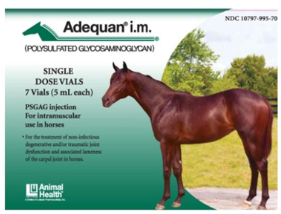 NDC 10797-995-70
Adequan® i.m.
(POLYSULFATED GLYCOSAMINOGLYCAN)
SINGLE
DOSE VIALS
7 Vials (5 mL each)
PSGAG injection
For intramuscular
use in horses
• For the treatment of non-infectious
degenerative and/or traumatic joint
dysfunction and associated lameness
of the carpal joint in horses.
Animal
Health